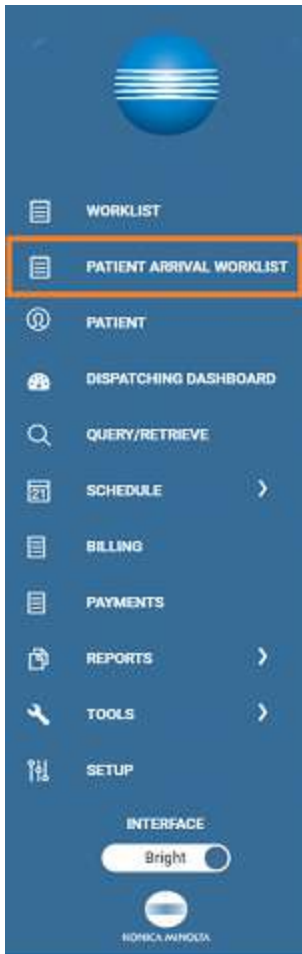 WORKLIST
PATIENT ARRIVAL WORKLIST
PATIENT
DISPATCHING DASHBOARD
QUERY/RETRIEVE
21
SCHEDULE
BILLING
PAYMENTS
REPORTS
TOOLS
SETUP
INTERFACE
Bright
KONICA MINOLTA